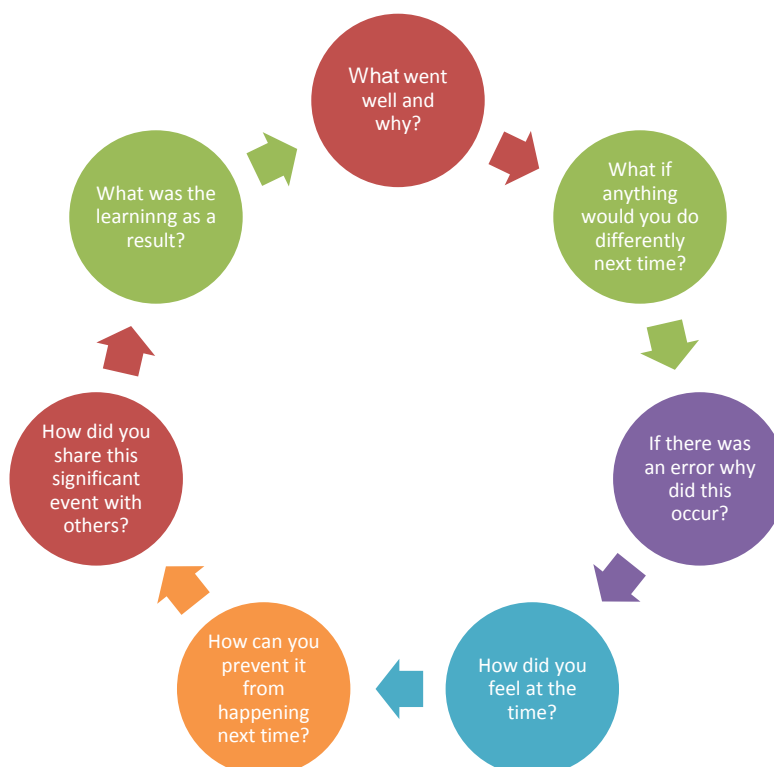 What went
well and
why?
What if
anything
would you do
differently
next time?
If there was
an error why
did this
occur?
How did you
feel at the
time?
How can you
prevent it
from
happening
next time?
How did you
share this
significant
event with
others?
What was the
learninng as a
result?